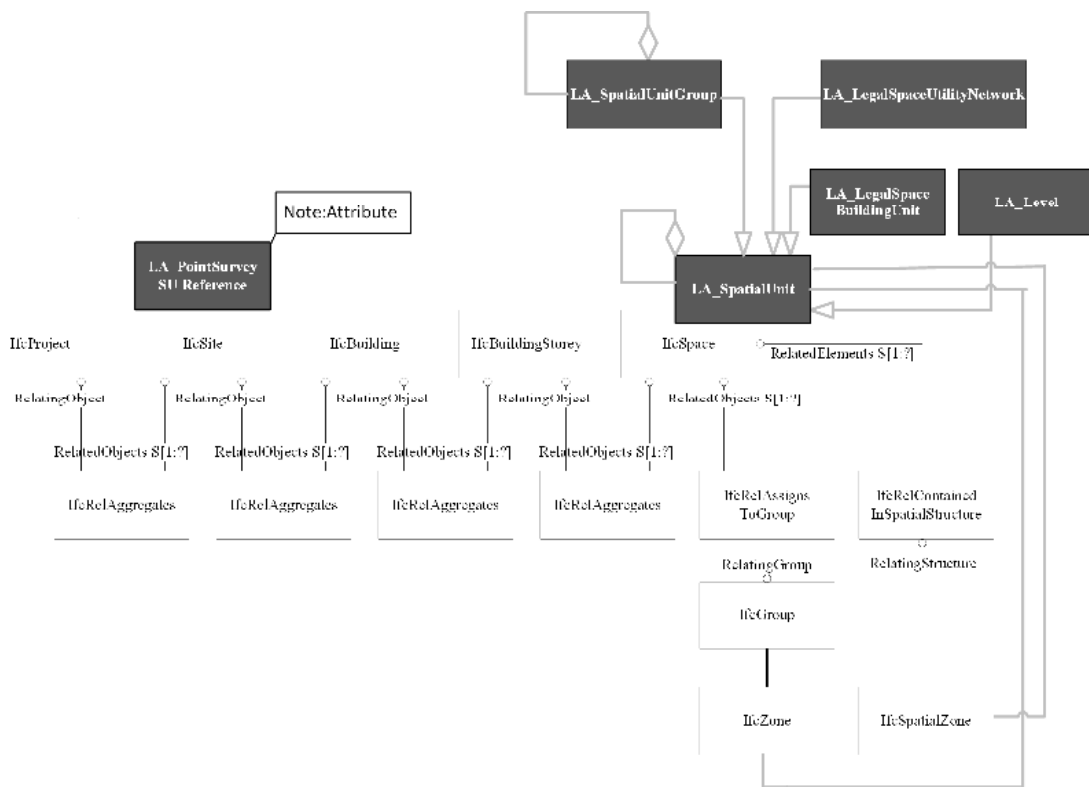 LA_SpatialUnitGroup
LA_LegalSpaceUtilityNetwork
LA_LegalSpace
BuildingUnit
LA_Level
Note:Attribute
LA_PointSurvey
SU Reference
LA_SpatialUnit
IfcProject
IfcSite
IfcBuilding
IfcBuildingStorey
IfcSpace
RelatedElements S[1:?]
RelatingObject
RelatingObject
RelatingObject
RelatingObject
RelatedObjects S[1:?]
RelatedObjects S[1:?]
RelatedObjects S[1:?]
RelatedObjects S[1:?]
RelatedObjects S[1:?]
IfcRelAggregates
IfcRelAggregates
IfcRelAggregates
IfcRelAggregates
IfcRelAssigns
ToGroup
IfcRelContained
InSpatialStructure
RelatingGroup
RelatingStructure
IfcGroup
IfcZone
IfcSpatialZone